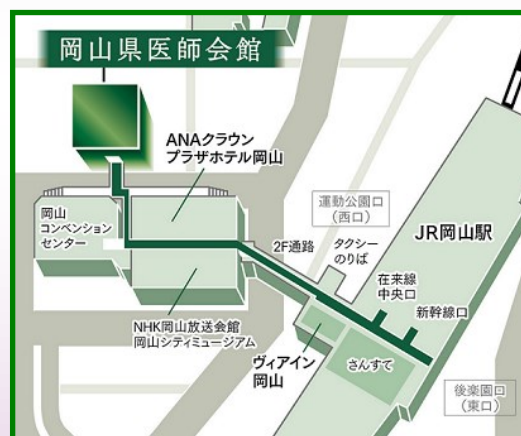 岡山県医師会館
ANAクラウン
プラザホテル岡山
岡山
コンベンション
センター
運動公園口
(西口)
2F通路
タクシー
のりば
JR岡山駅
在来線
中央口
新幹線口
NHK岡山放送会館
岡山シティミュージアム
ヴィアイン
岡山
さんすて
後楽園口
(東口)